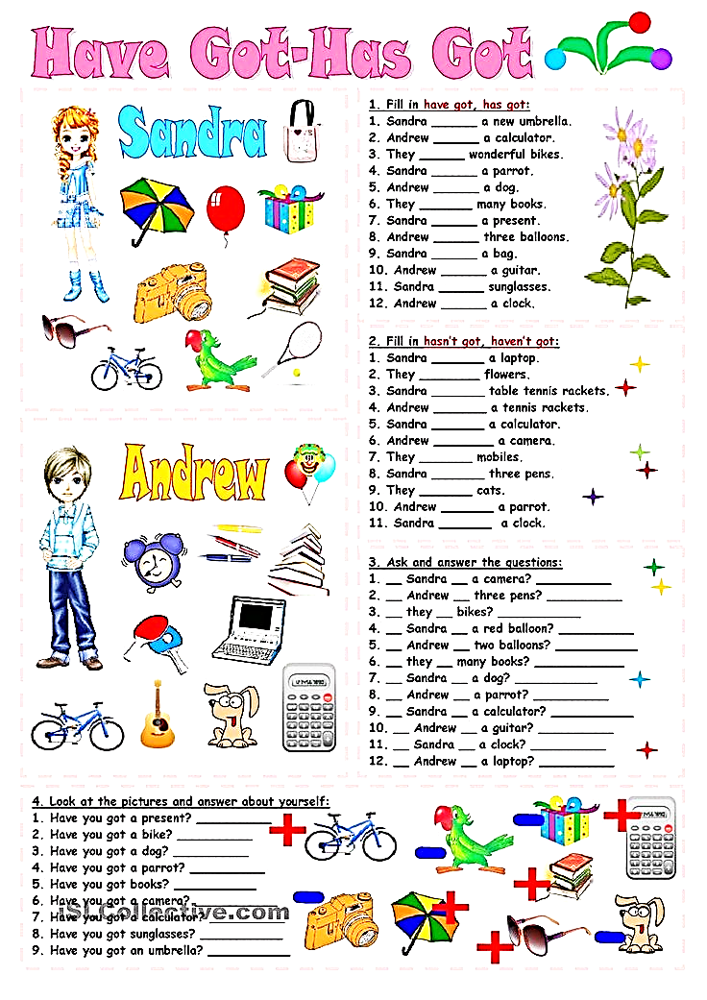 Have Got-Has Got
Sandra
1. Fill in have got, has got:
1. Sandra ______ a new umbrella.
2. Andrew ______ a calculator.
3. They ______ wonderful bikes.
4. Sandra ______ a parrot.
5. Andrew ______ a dog.
6. They _______ many books.
7. Sandra ______ a present.
8. Andrew ______ three balloons.
9. Sandra ______ a bag.
10. Andrew ______ a guitar.
11. Sandra ______ sunglasses.
12. Andrew ______ a clock.
2. Fill in hasn't got, haven't got:
1. Sandra _______ a laptop.
2. They ________ flowers.
3. Sandra _______ table tennis rackets.
4. Andrew _______ a tennis rackets.
5. Sandra _______ a calculator.
6. Andrew ________ a camera.
7. They _______ mobiles.
8. Sandra _______ three pens.
9. They _______ cats.
10. Andrew _______ a parrot.
11. Sandra _______ a clock.
Andrew
3. Ask and answer the questions:
1. __ Sandra __ a camera? __________
2. __ Andrew __ three pens? __________
3. __ they __ bikes? ___________
4. __ Sandra __ a red balloon? __________
5. __ Andrew __ two balloons? __________
6. __ they __ many books? __________
7. __ Sandra __ a dog? ___________
8. __ Andrew __ a parrot? __________
9. __ Sandra __ a calculator? ___________
10. __ Andrew __ a guitar? __________
11. __ Sandra __ a clock? __________
12. __ Andrew __ a laptop? __________
4. Look at the pictures and answer about yourself:
1. Have you got a present? __________
2. Have you got a bike? __________
3. Have you got a dog? __________
4. Have you got a parrot? __________
5. Have you got books? ___________
6. Have you got a camera? __________
iSLCollective.com
7. Have you got a calculator?
8. Have you got sunglasses? ___________
9. Have you got an umbrella? ___________